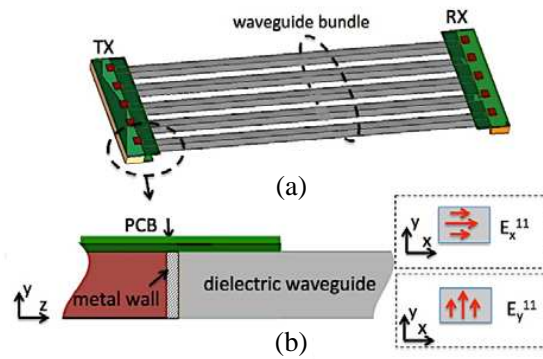 waveguide bundle
TX
RX
(a)
PCB
metal wall
dielectric waveguide
y
z
(b)
y
x
E_x^11
y
x
E_y^11